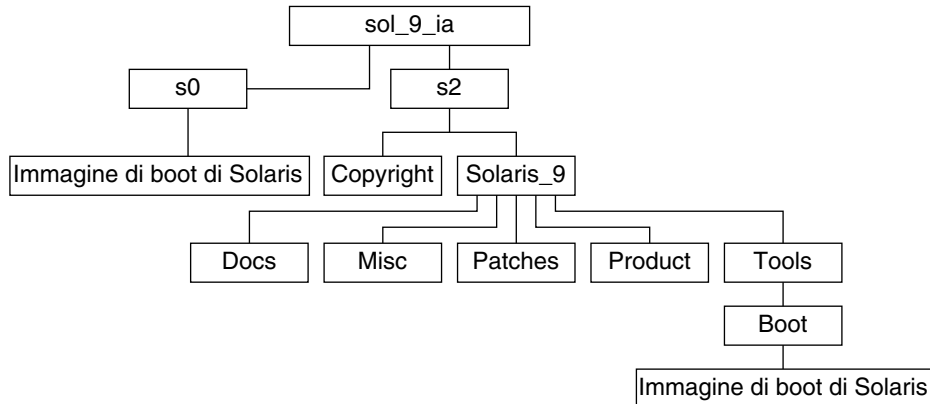 sol_9_ia
s0
s2
Immagine di boot di Solaris
Copyright
Solaris_9
Docs
Misc
Patches
Product
Tools
Boot
Immagine di boot di Solaris